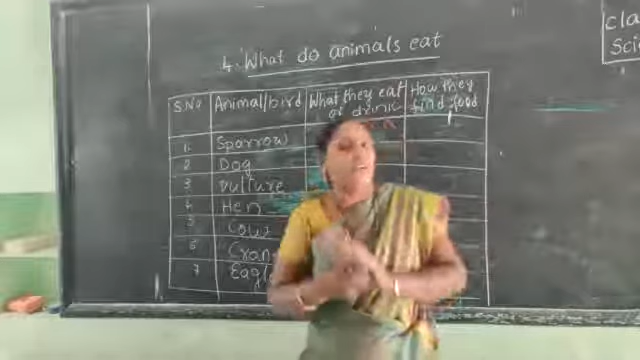 cla
Sci
4. What do animals eat
S.No Animal/bird What they eat How they
or drink find food
1. Sparrow
2 Dog
3 Vulture
4 Hen
5 Cow
6 Cran
7 Eagle